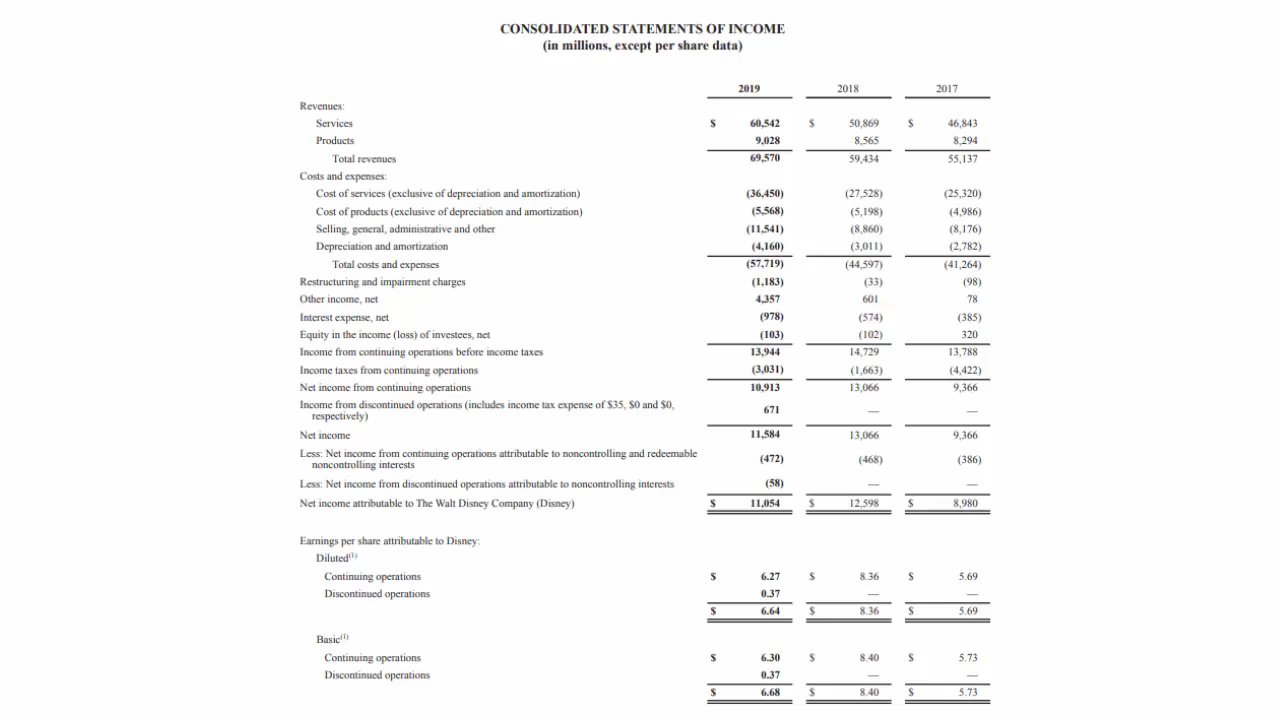 CONSOLIDATED STATEMENTS OF INCOME
(in millions, except per share data)
2019 2018 2017
Revenues:
Services $ 60,542 $ 50,869 $ 46,843
Products 9,028 8,565 8,294
Total revenues 69,570 59,434 55,137
Costs and expenses:
Cost of services (exclusive of depreciation and amortization) (36,450) (27,528) (25,320)
Cost of products (exclusive of depreciation and amortization) (5,568) (5,198) (4,986)
Selling, general, administrative and other (11,541) (8,860) (8,176)
Depreciation and amortization (4,160) (3,011) (2,782)
Total costs and expenses (57,719) (44,597) (41,264)
Restructuring and impairment charges (1,183) (33) (98)
Other income, net 4,357 601 78
Interest expense, net (978) (574) (385)
Equity in the income (loss) of investees, net (103) (102) 320
Income from continuing operations before income taxes 13,944 14,729 13,788
Income taxes from continuing operations (3,031) (1,663) (4,422)
Net income from continuing operations 10,913 13,066 9,366
Income from discontinued operations (includes income tax expense of $35, $0 and $0,
respectively) 671 — —
Net income 11,584 13,066 9,366
Less: Net income from continuing operations attributable to noncontrolling and redeemable
noncontrolling interests (472) (468) (386)
Less: Net income from discontinued operations attributable to noncontrolling interests (58) — —
Net income attributable to The Walt Disney Company (Disney) $ 11,054 $ 12,598 $ 8,980
Earnings per share attributable to Disney:
Diluted(1)
Continuing operations $ 6.27 $ 8.36 $ 5.69
Discontinued operations 0.37 — —
$ 6.64 $ 8.36 $ 5.69
Basic(1)
Continuing operations $ 6.30 $ 8.40 $ 5.73
Discontinued operations 0.37 — —
$ 6.68 $ 8.40 $ 5.73